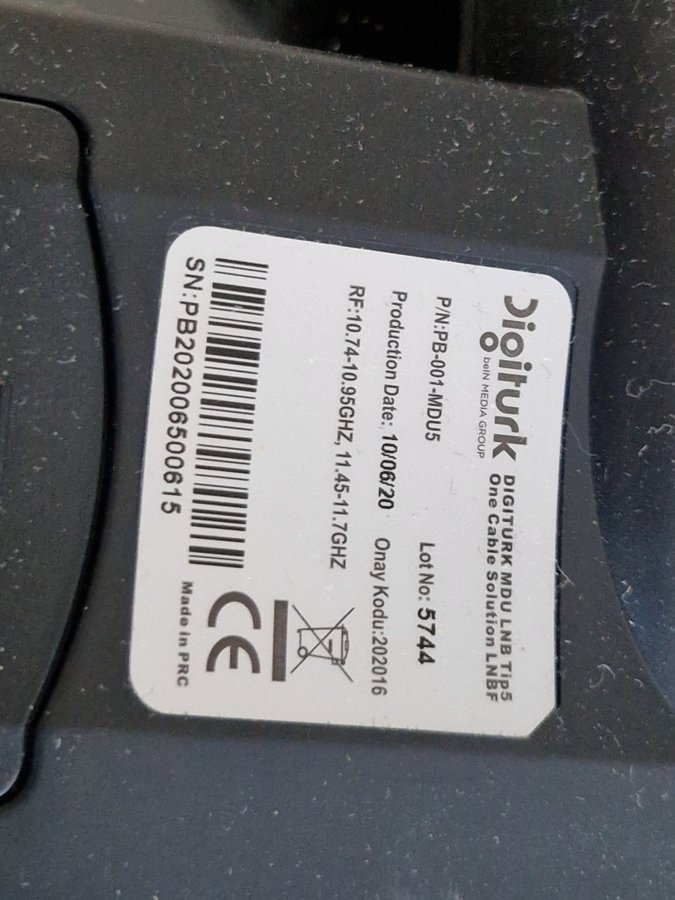 Digiturk
beIN MEDIA GROUP
DIGITURK MDU LNB Tip5
One Cable Solution LNBF
P/N:PB-001-MDU5
Lot No: 5744
Production Date: 10/06/20
Onay Kodu:202016
RF:10.74-10.95GHZ, 11.45-11.7GHZ
CE
SN:PB202006500615
Made in PRC